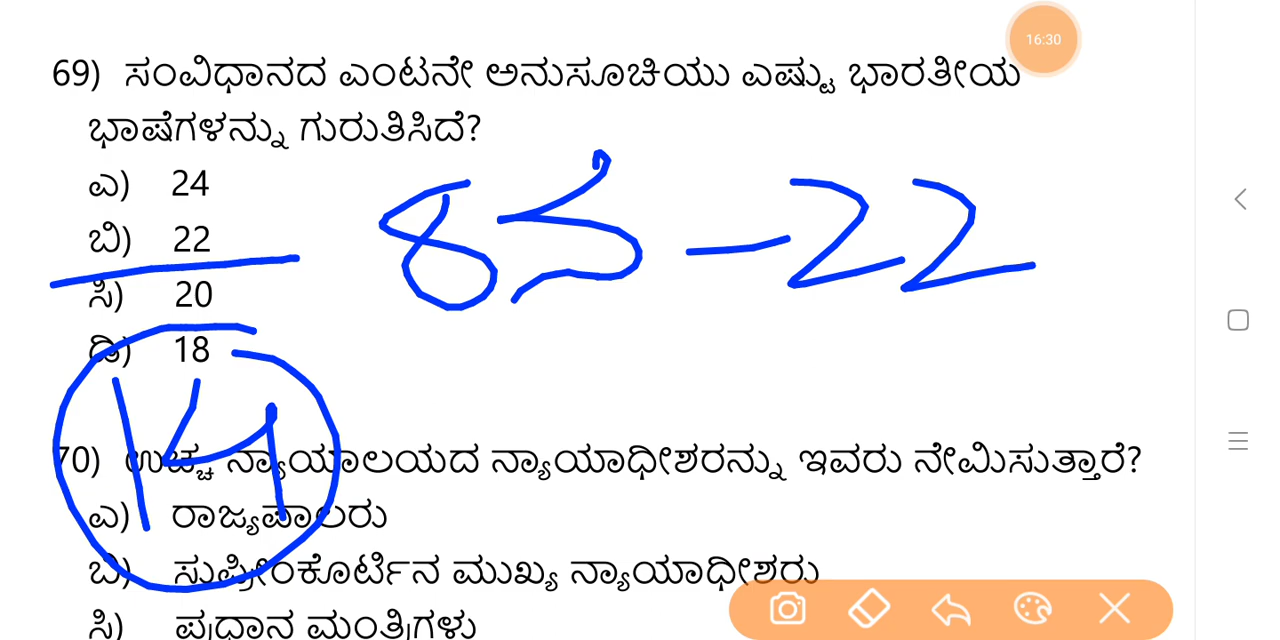 16:30
69) ಸಂವಿಧಾನದ ಎಂಟನೇ ಅನುಸೂಚಿಯು ಎಷ್ಟು ಭಾರತೀಯ
ಭಾಷೆಗಳನ್ನು ಗುರುತಿಸಿದೆ?
ಎ) 24
ಬಿ) 22
ಸಿ) 20
ಡಿ) 18
8ನೇ - 22
14
70) ಉಚ್ಚ ನ್ಯಾಯಾಲಯದ ನ್ಯಾಯಾಧೀಶರನ್ನು ಇವರು ನೇಮಿಸುತ್ತಾರೆ?
ಎ) ರಾಜ್ಯಪಾಲರು
ಬಿ) ಸುಪ್ರೀಂಕೊರ್ಟಿನ ಮುಖ್ಯ ನ್ಯಾಯಾಧೀಶರು
ಸಿ) ಪ್ರಧಾನ ಮಂತ್ರಿಗಳು